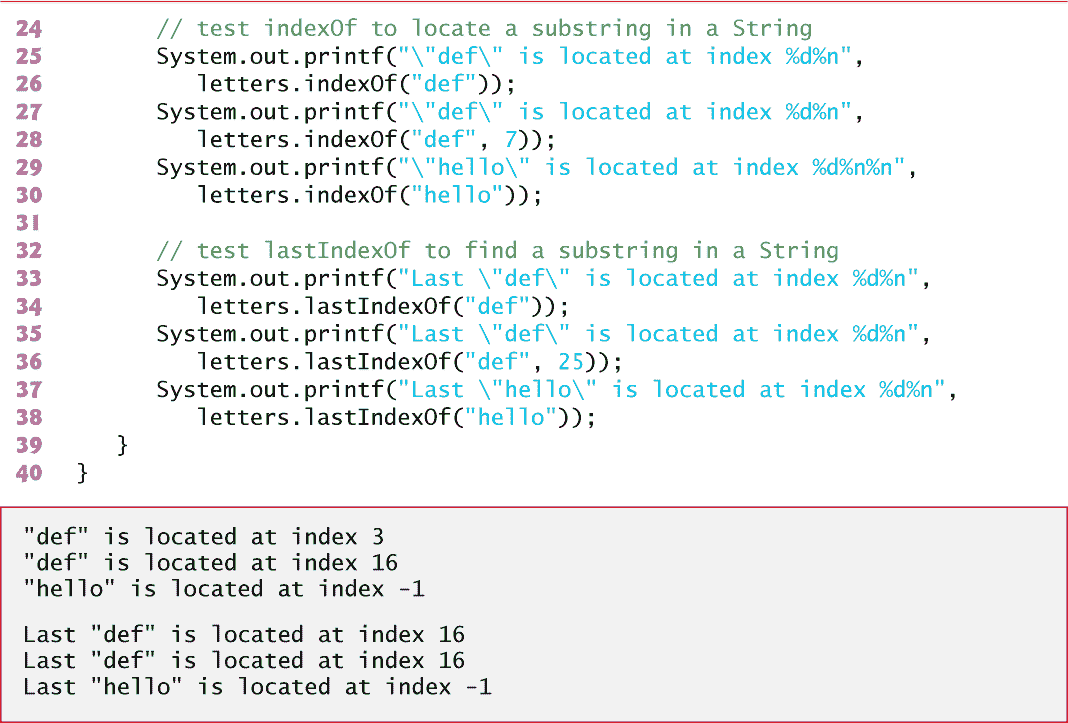 24 // test indexOf to locate a substring in a String
25 System.out.printf("\"def\" is located at index %d%n",
26 letters.indexOf("def"));
27 System.out.printf("\"def\" is located at index %d%n",
28 letters.indexOf("def", 7));
29 System.out.printf("\"hello\" is located at index %d%n%n",
30 letters.indexOf("hello"));
31
32 // test lastIndexOf to find a substring in a String
33 System.out.printf("Last \"def\" is located at index %d%n",
34 letters.lastIndexOf("def"));
35 System.out.printf("Last \"def\" is located at index %d%n",
36 letters.lastIndexOf("def", 25));
37 System.out.printf("Last \"hello\" is located at index %d%n",
38 letters.lastIndexOf("hello"));
39 }
40 }
"def" is located at index 3
"def" is located at index 16
"hello" is located at index -1
Last "def" is located at index 16
Last "def" is located at index 16
Last "hello" is located at index -1